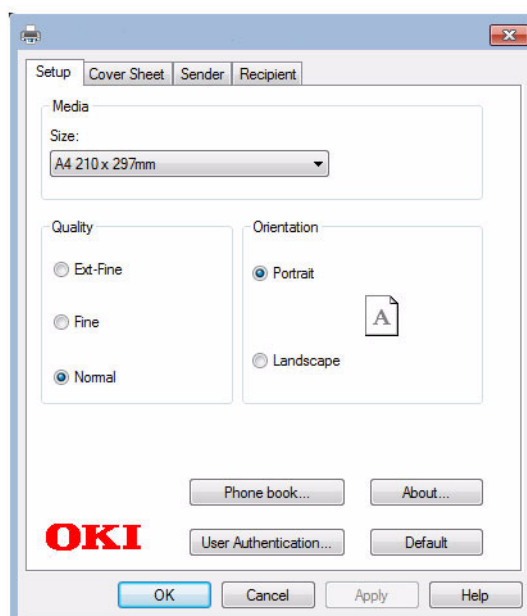 Setup Cover Sheet Sender Recipient
Media
Size:
A4 210 x 297mm
Quality
Ext-Fine
Fine
Normal
Orientation
Portrait
A
Landscape
Phone book... About...
OKI
User Authentication... Default
OK Cancel Apply Help